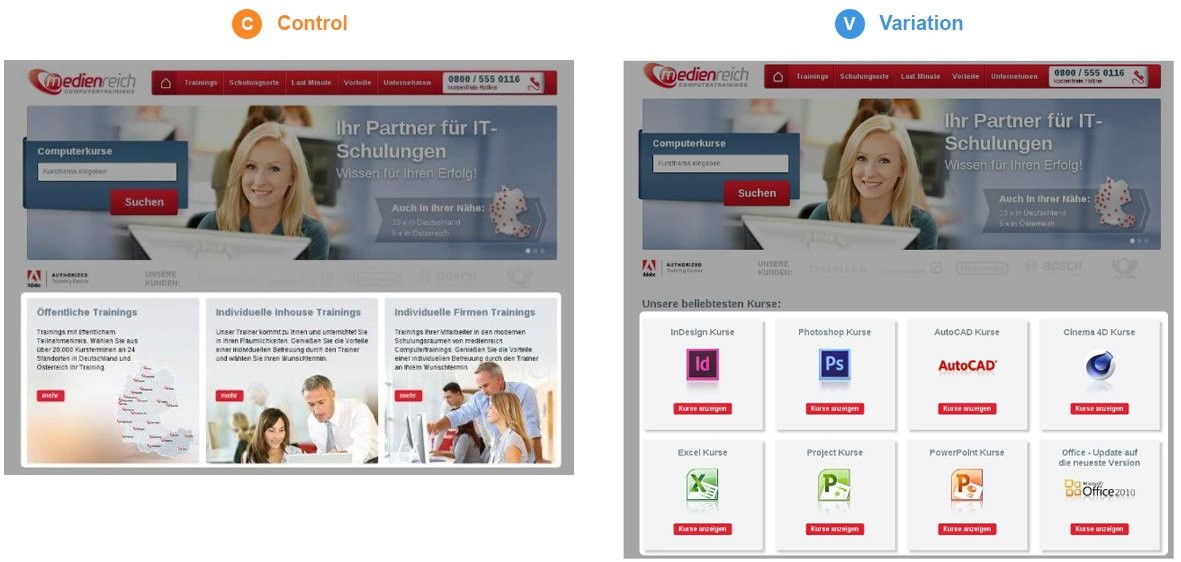 C Control
medienreich
COMPUTERTRAININGS
Trainings
Schulungsorte
Last Minute
Vorteile
Unternehmen
0800 / 555 0116
kostenfreie Hotline
Computerkurse
Kursthema eingeben
Suchen
Ihr Partner für IT-
Schulungen
Wissen für Ihren Erfolg!
Auch in Ihrer Nähe:
19 x in Deutschland
5 x in Österreich
Adobe
AUTHORIZED
Training Center
UNSERE
KUNDEN:
DAIMLER
Nintendo
BOSCH
Öffentliche Trainings
Trainings mit öffentlichem
Teilnehmerkreis. Wählen Sie aus
über 20.000 Kursterminen an 24
Standorten in Deutschland und
Österreich Ihr Training.
mehr
Individuelle Inhouse Trainings
Unser Trainer kommt zu Ihnen und unterrichtet Sie
in Ihren Räumlichkeiten. Genießen Sie die Vorteile
einer individuellen Betreuung durch den Trainer
und wählen Sie Ihren Wunschtermin.
mehr
Individuelle Firmen Trainings
Trainings Ihrer Mitarbeiter in den modernen
Schulungsräumen von medienreich
Computertrainings. Genießen Sie die Vorteile
einer individuellen Betreuung durch den Trainer
an Ihrem Wunschtermin.
mehr
V Variation
medienreich
COMPUTERTRAININGS
Trainings
Schulungsorte
Last Minute
Vorteile
Unternehmen
0800 / 555 0116
kostenfreie Hotline
Computerkurse
Kursthema eingeben
Suchen
Ihr Partner für IT-
Schulungen
Wissen für Ihren Erfolg!
Auch in Ihrer Nähe:
19 x in Deutschland
5 x in Österreich
Adobe
AUTHORIZED
Training Center
UNSERE
KUNDEN:
DAIMLER
Nintendo
BOSCH
Unsere beliebtesten Kurse:
InDesign Kurse
Id
Kurse anzeigen
Photoshop Kurse
Ps
Kurse anzeigen
AutoCAD Kurse
AutoCAD
Kurse anzeigen
Cinema 4D Kurse
Kurse anzeigen
Excel Kurse
X
Kurse anzeigen
Project Kurse
P
Kurse anzeigen
PowerPoint Kurse
P
Kurse anzeigen
Office - Update auf
die neueste Version
Microsoft
Office 2010
Kurse anzeigen